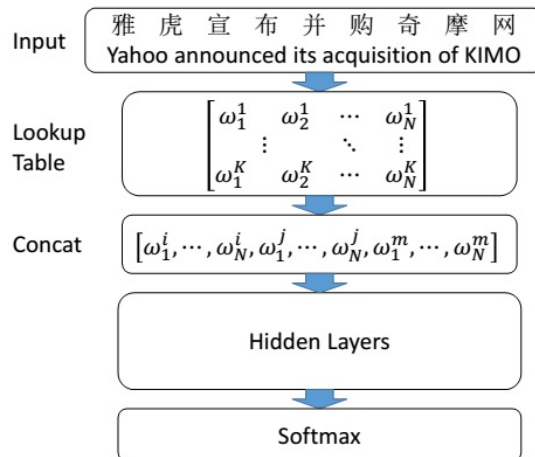 Input
雅 虎 宣 布 并 购 奇 摩 网
Yahoo announced its acquisition of KIMO
Lookup
Table
ω₁¹ ω₂¹ ⋯ ω_N¹
⋮ ⋱ ⋮
ω₁ᴷ ω₂ᴷ ⋯ ω_Nᴷ
Concat
[ω₁ⁱ, ⋯ , ω_Nⁱ, ω₁ʲ, ⋯ , ω_Nʲ, ω₁ᵐ, ⋯ , ω_Nᵐ]
Hidden Layers
Softmax